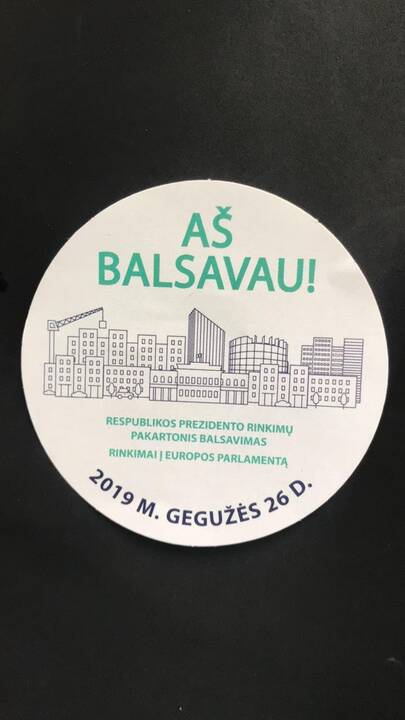 AŠ
BALSAVAU!
RESPUBLIKOS PREZIDENTO RINKIMŲ
PAKARTONIS BALSAVIMAS
RINKIMAI Į EUROPOS PARLAMENTĄ
2019 M. GEGUŽĖS 26 D.